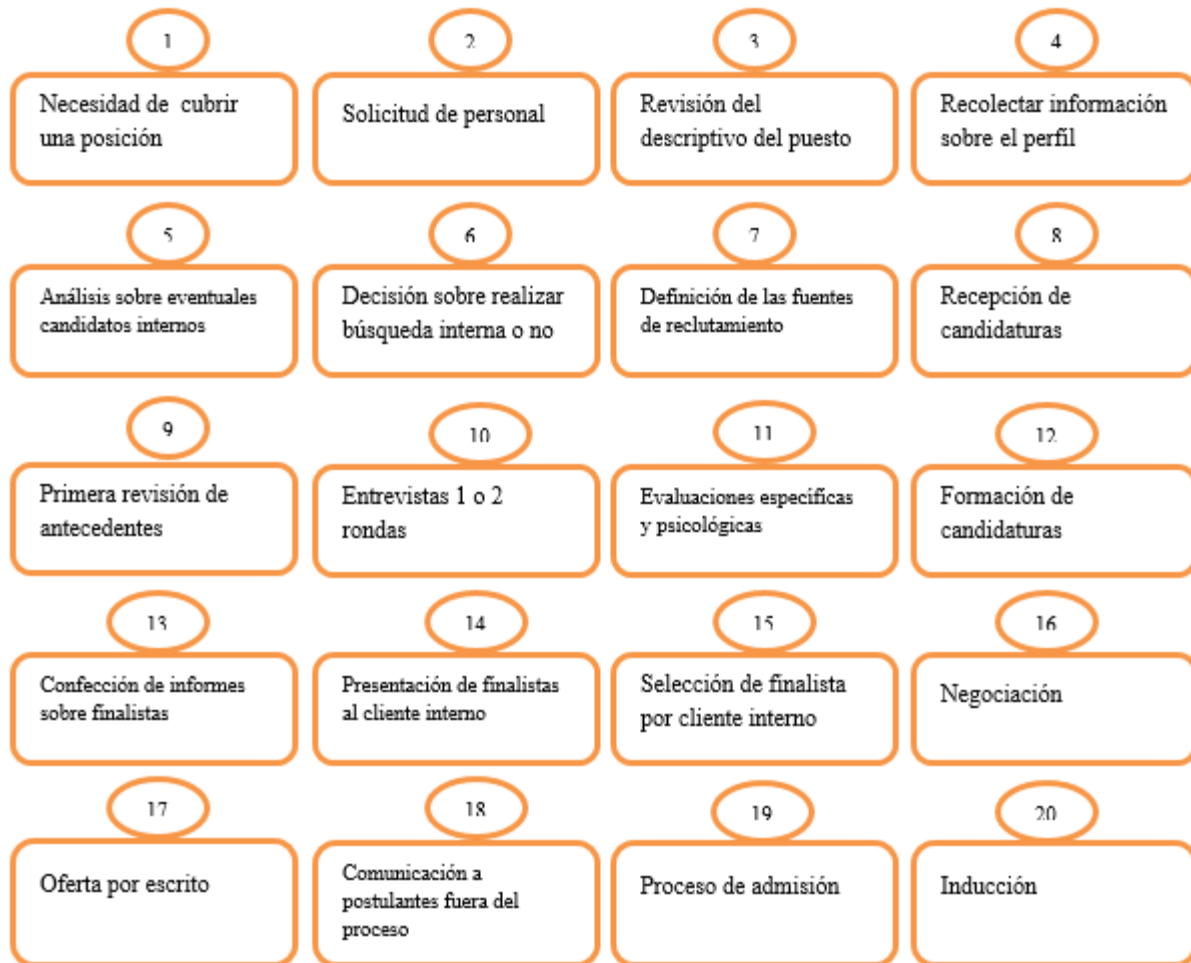 1
2
3
4
Necesidad de cubrir
una posición
Solicitud de personal
Revisión del
descriptivo del puesto
Recolectar información
sobre el perfil
5
6
7
8
Análisis sobre eventuales
candidatos internos
Decisión sobre realizar
búsqueda interna o no
Definición de las fuentes
de reclutamiento
Recepción de
candidaturas
9
10
11
12
Primera revisión de
antecedentes
Entrevistas 1 o 2
rondas
Evaluaciones específicas
y psicológicas
Formación de
candidaturas
13
14
15
16
Confección de informes
sobre finalistas
Presentación de finalistas
al cliente interno
Selección de finalista
por cliente interno
Negociación
17
18
19
20
Oferta por escrito
Comunicación a
postulantes fuera del
proceso
Proceso de admisión
Inducción